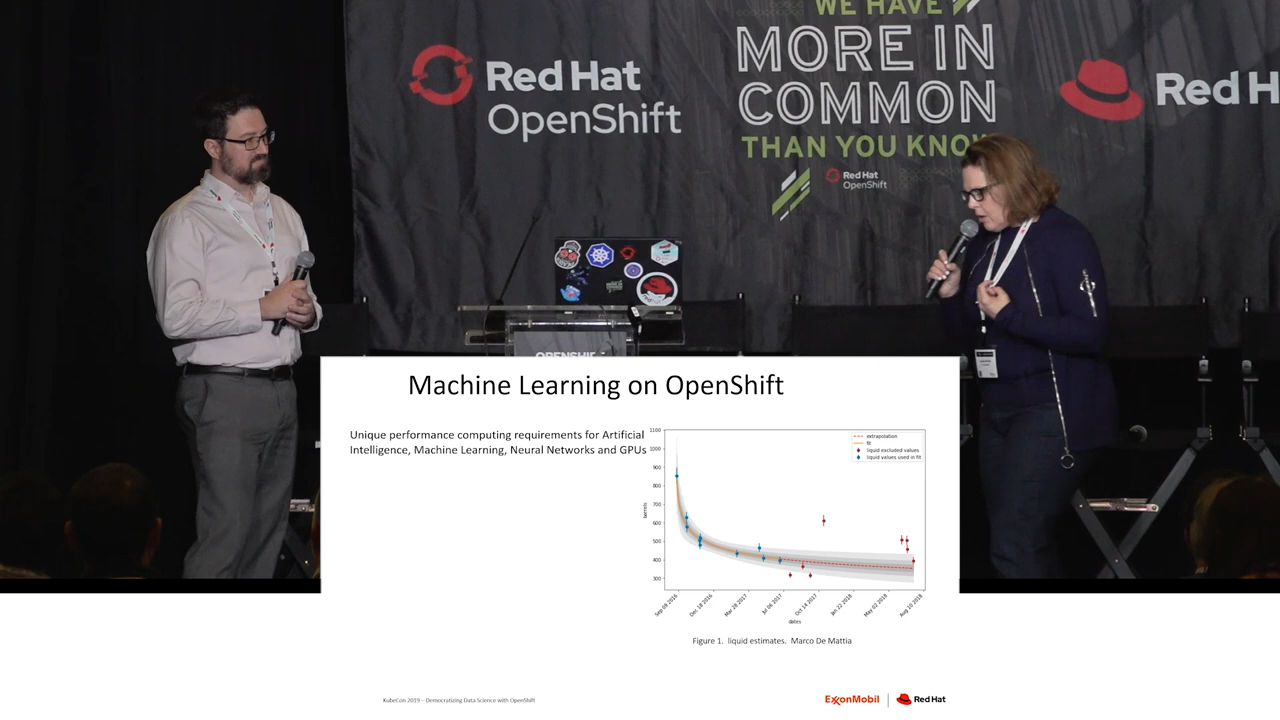 WE HAVE
MORE IN
COMMON
THAN YOU KNOW
Red Hat
OpenShift
Red Hat
OpenShift
Red H
OPENSHIF
Machine Learning on OpenShift
Unique performance computing requirements for Artificial
Intelligence, Machine Learning, Neural Networks and GPUs
extrapolation
fit
liquid excluded values
liquid values used in fit
1100
1000
900
800
700
600
500
400
300
barrels
Sep 09 2016
Dec 18 2016
Mar 28 2017
Jul 06 2017
Oct 14 2017
Jan 22 2018
May 02 2018
Aug 10 2018
dates
Figure 1. liquid estimates. Marco De Mattia
KubeCon 2019 – Democratizing Data Science with OpenShift
ExxonMobil
Red Hat